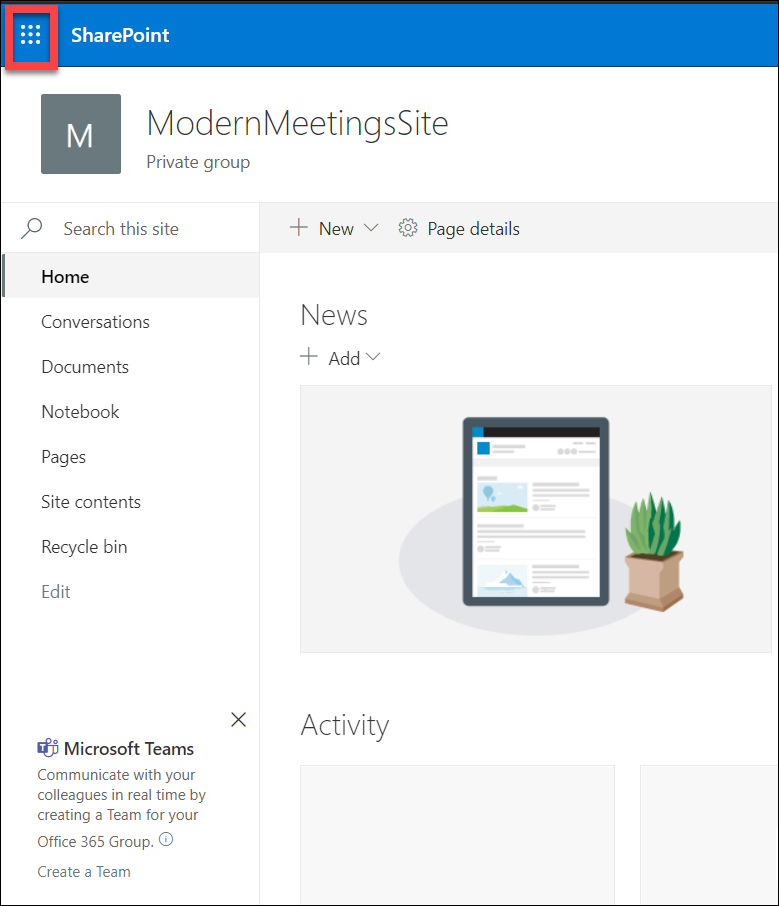 SharePoint
M
ModernMeetingsSite
Private group
Search this site
New
Page details
Home
Conversations
Documents
Notebook
Pages
Site contents
Recycle bin
Edit
News
Add
Activity
Microsoft Teams
Communicate with your
colleagues in real time by
creating a Team for your
Office 365 Group.
Create a Team